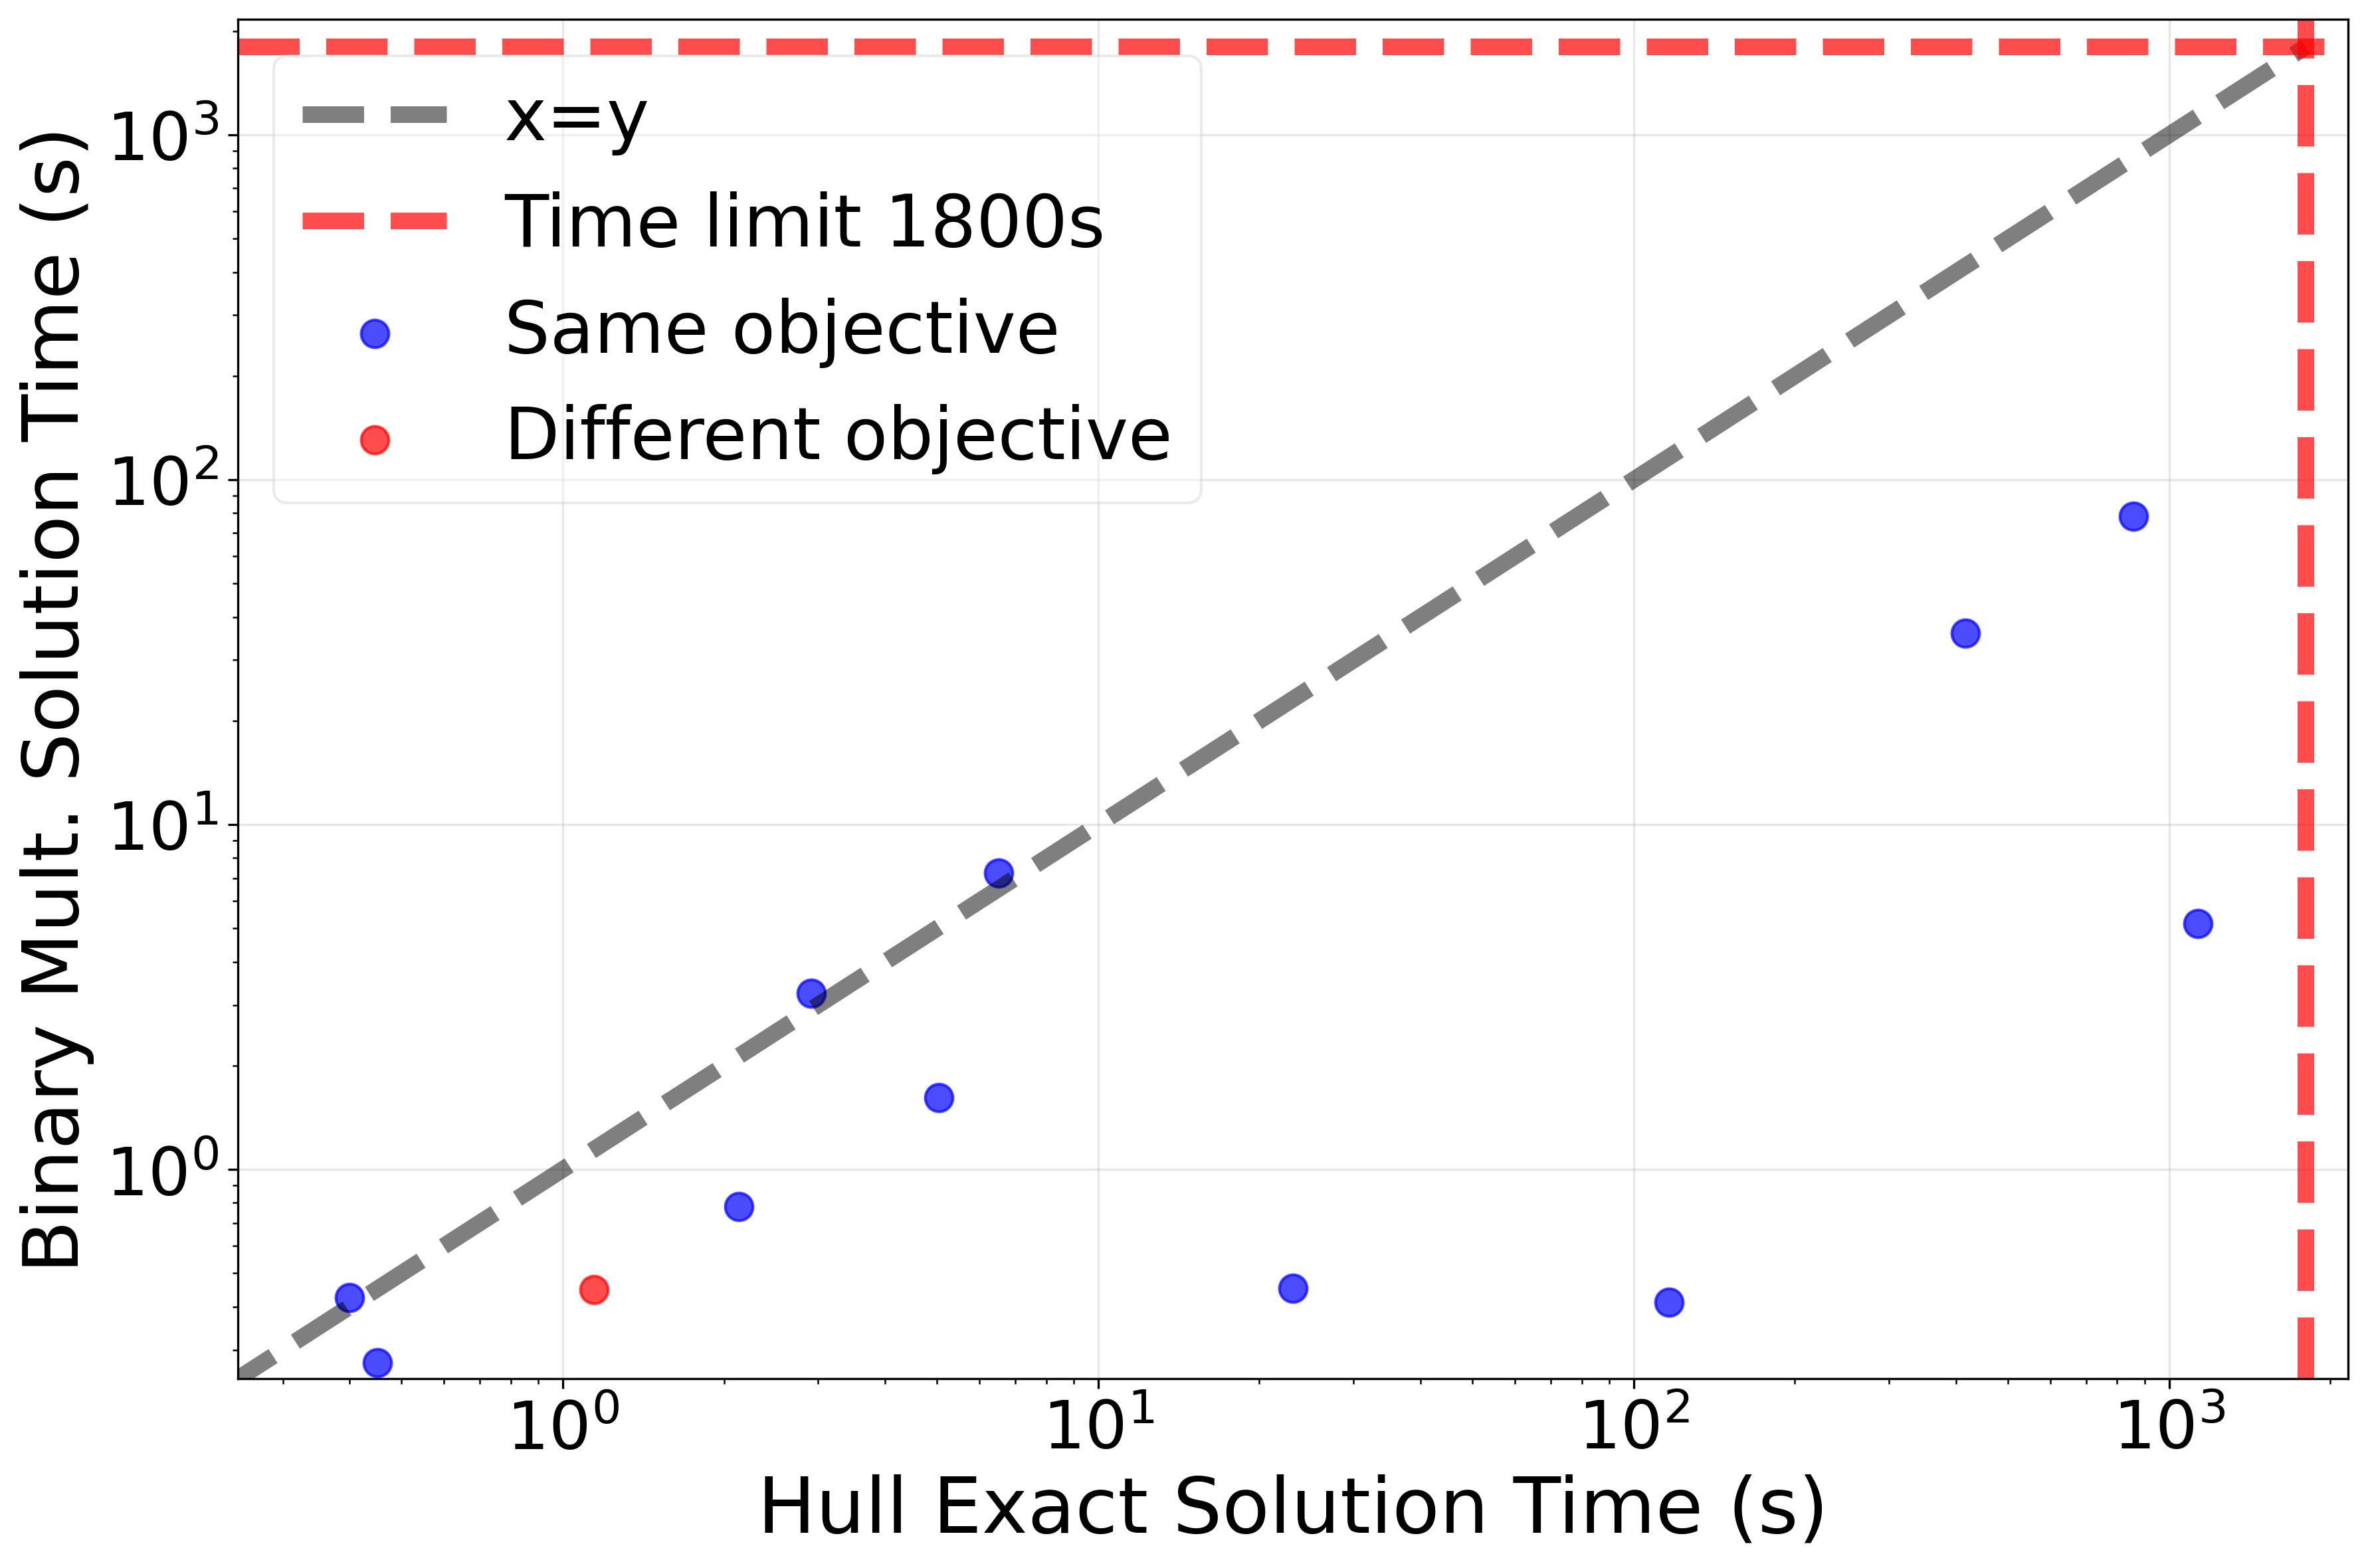 x=y
Time limit 1800s
Same objective
Different objective
Binary Mult. Solution Time (s)
10³
10²
10¹
10⁰
10⁰ 10¹ 10² 10³
Hull Exact Solution Time (s)